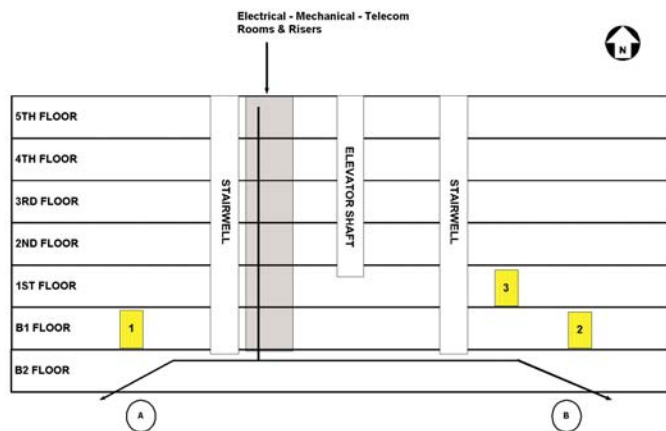 Electrical - Mechanical - Telecom
Rooms & Risers
N
5TH FLOOR
4TH FLOOR
3RD FLOOR
2ND FLOOR
1ST FLOOR
B1 FLOOR
B2 FLOOR
STAIRWELL
ELEVATOR SHAFT
STAIRWELL
1
3
2
A
B